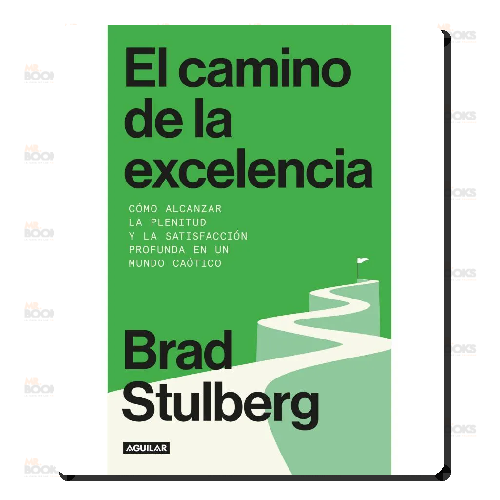 El camino
de la
excelencia
CÓMO ALCANZAR
LA PLENITUD
Y LA SATISFACCIÓN
PROFUNDA EN UN
MUNDO CAÓTICO
Brad
Stulberg
AGUILAR